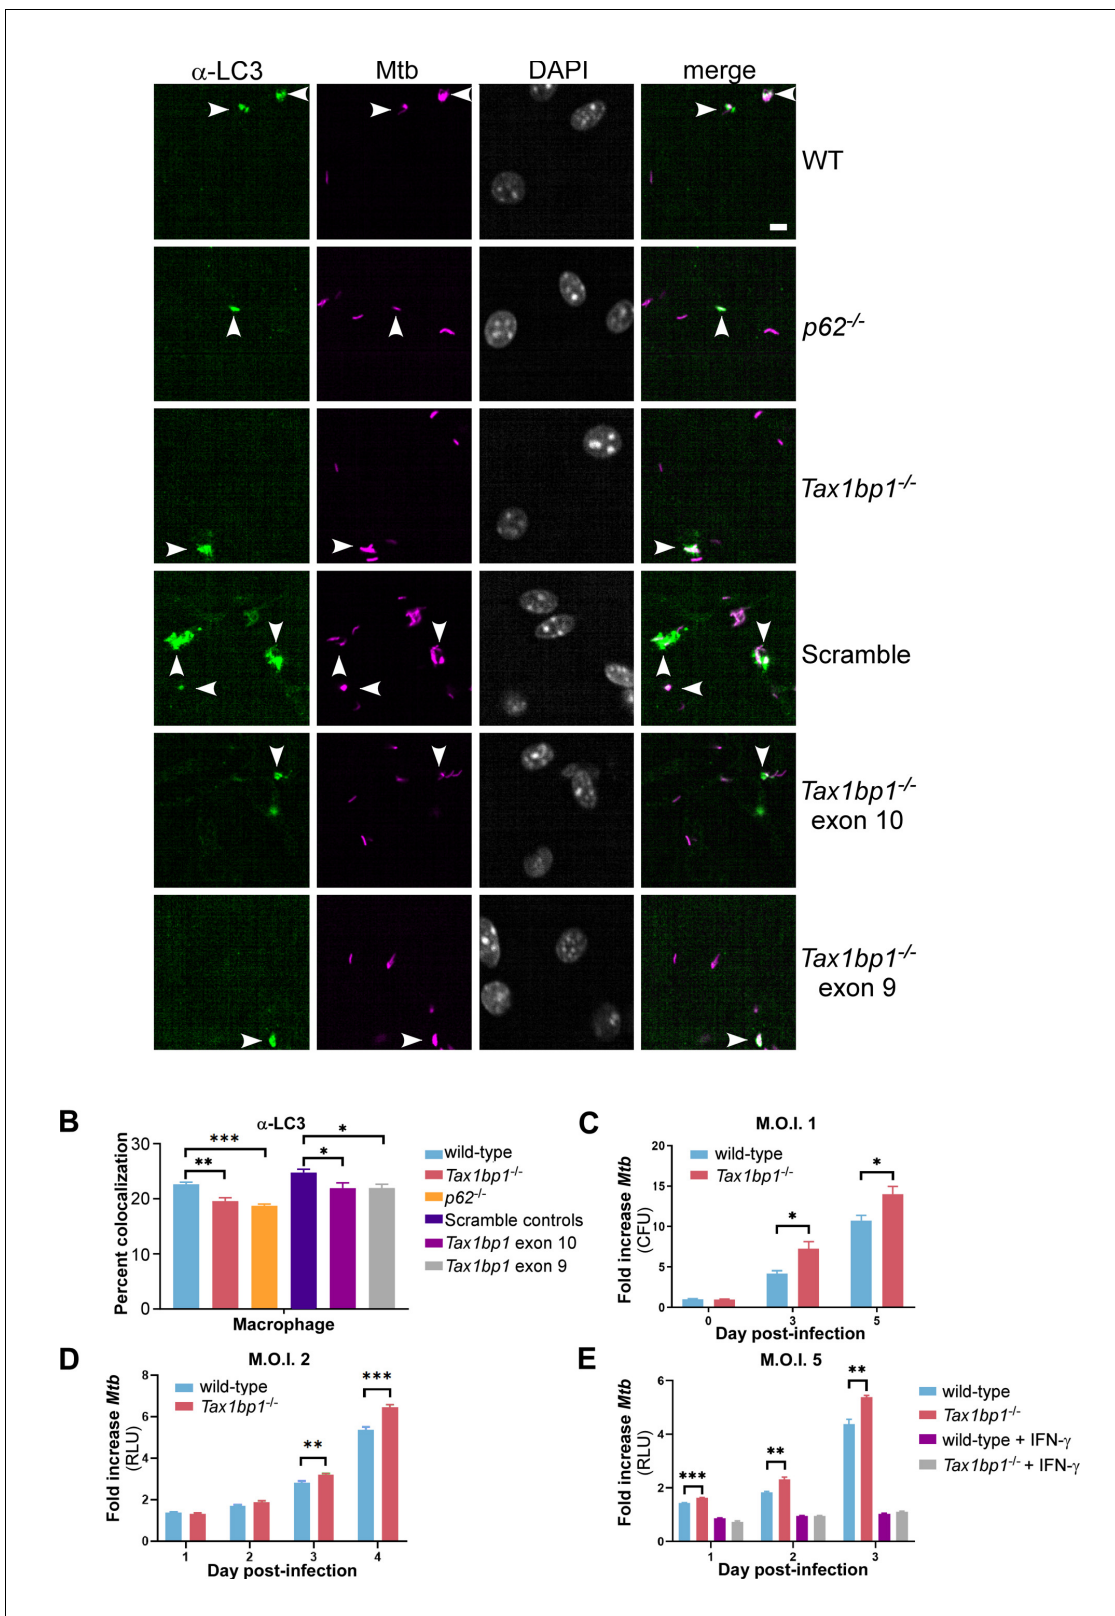 α-LC3 Mtb DAPI merge
WT
p62-/-
Tax1bp1-/-
Scramble
Tax1bp1-/-
exon 10
Tax1bp1-/-
exon 9
B
α-LC3
Percent colocalization
30
20
10
0
***
**
*
*
Macrophage
wild-type
Tax1bp1-/-
p62-/-
Scramble controls
Tax1bp1 exon 10
Tax1bp1 exon 9
C
M.O.I. 1
Fold increase Mtb
(CFU)
20
15
10
5
0
wild-type
Tax1bp1-/-
*
*
0 3 5
Day post-infection
D
M.O.I. 2
Fold increase Mtb
(RLU)
8
6
4
2
0
wild-type
Tax1bp1-/-
**
***
1 2 3 4
Day post-infection
E
M.O.I. 5
Fold increase Mtb
(RLU)
6
4
2
0
***
**
**
1 2 3
Day post-infection
wild-type
Tax1bp1-/-
wild-type + IFN-γ
Tax1bp1-/- + IFN-γ